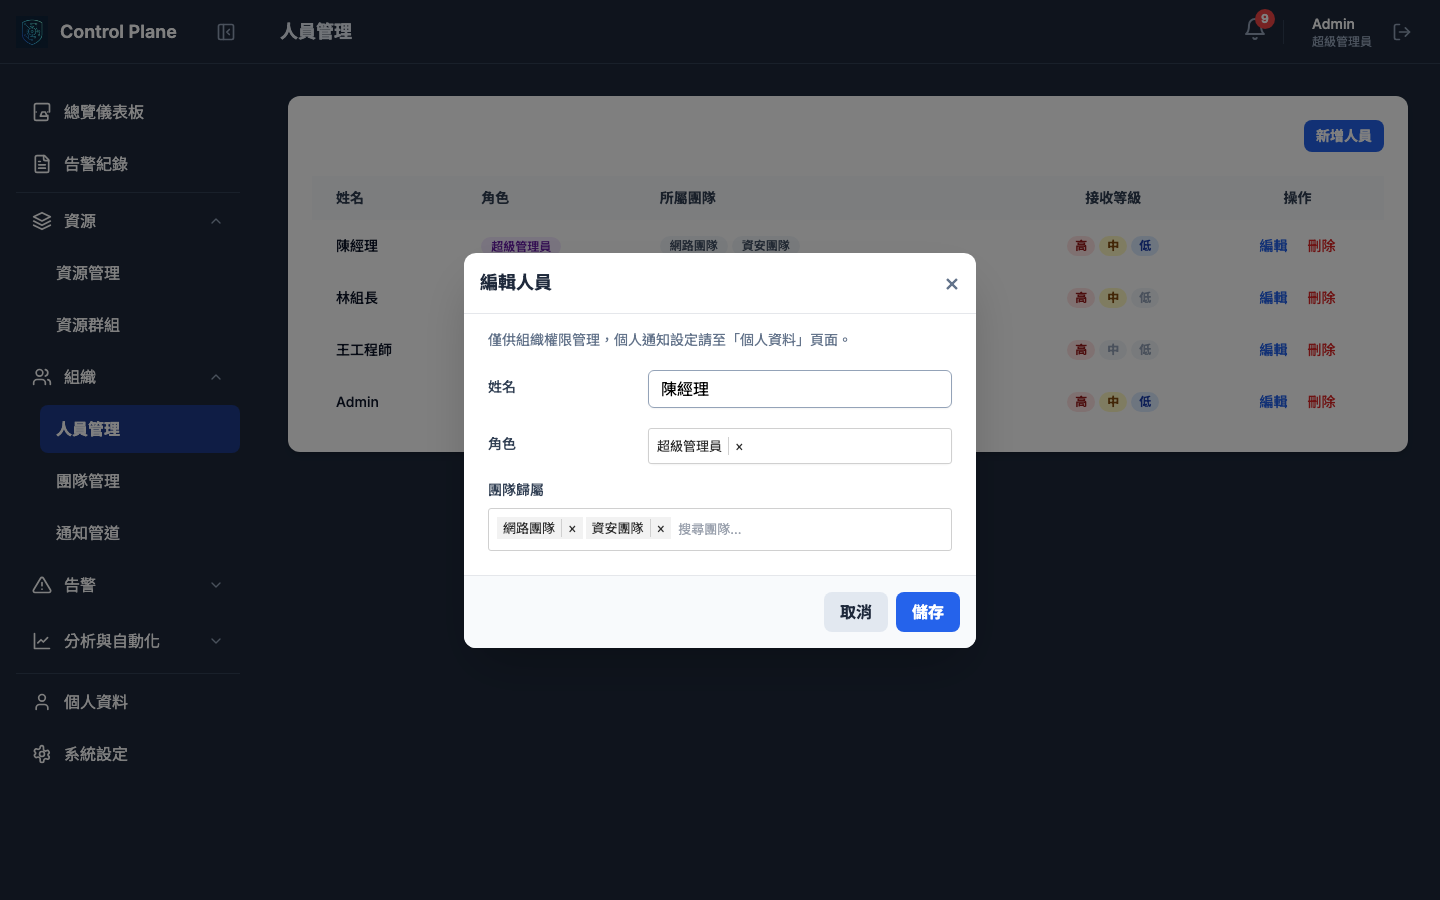 Control Plane
人員管理
9
Admin
超級管理員
總覽儀表板
告警紀錄
資源
資源管理
資源群組
組織
人員管理
團隊管理
通知管道
告警
分析與自動化
個人資料
系統設定
新增人員
姓名 角色 所屬團隊 接收等級 操作
陳經理 超級管理員 網路團隊 資安團隊 高 中 低 編輯 刪除
林組長 高 中 低 編輯 刪除
王工程師 高 中 低 編輯 刪除
Admin 高 中 低 編輯 刪除
編輯人員 ×
僅供組織權限管理，個人通知設定請至「個人資料」頁面。
姓名 陳經理
角色 超級管理員 ×
團隊歸屬
網路團隊 × 資安團隊 × 搜尋團隊...
取消 儲存